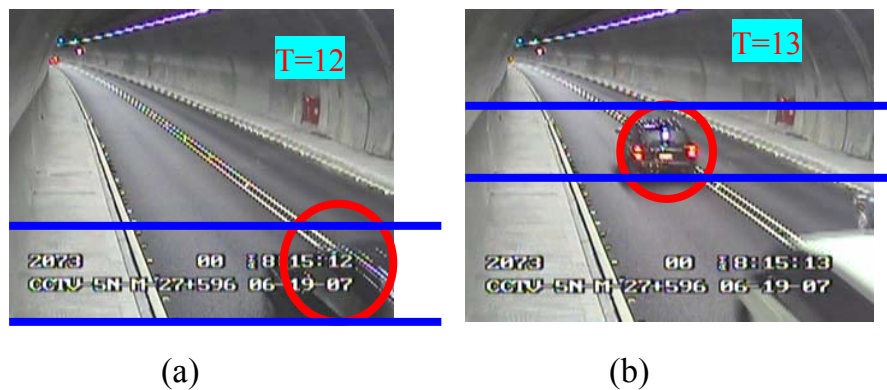 T=12
T=13
2073 00 8:15:12
CCTV 5N M 27+596 06-19-07
2073 00 8:15:13
CCTV 5N M 27+596 06-19-07
(a)
(b)